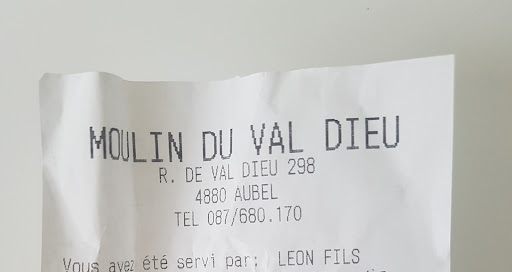 MOULIN DU VAL DIEU
R. DE VAL DIEU 298
4880 AUBEL
TEL 087/680.170
Vous avez été servi par: LEON FILS